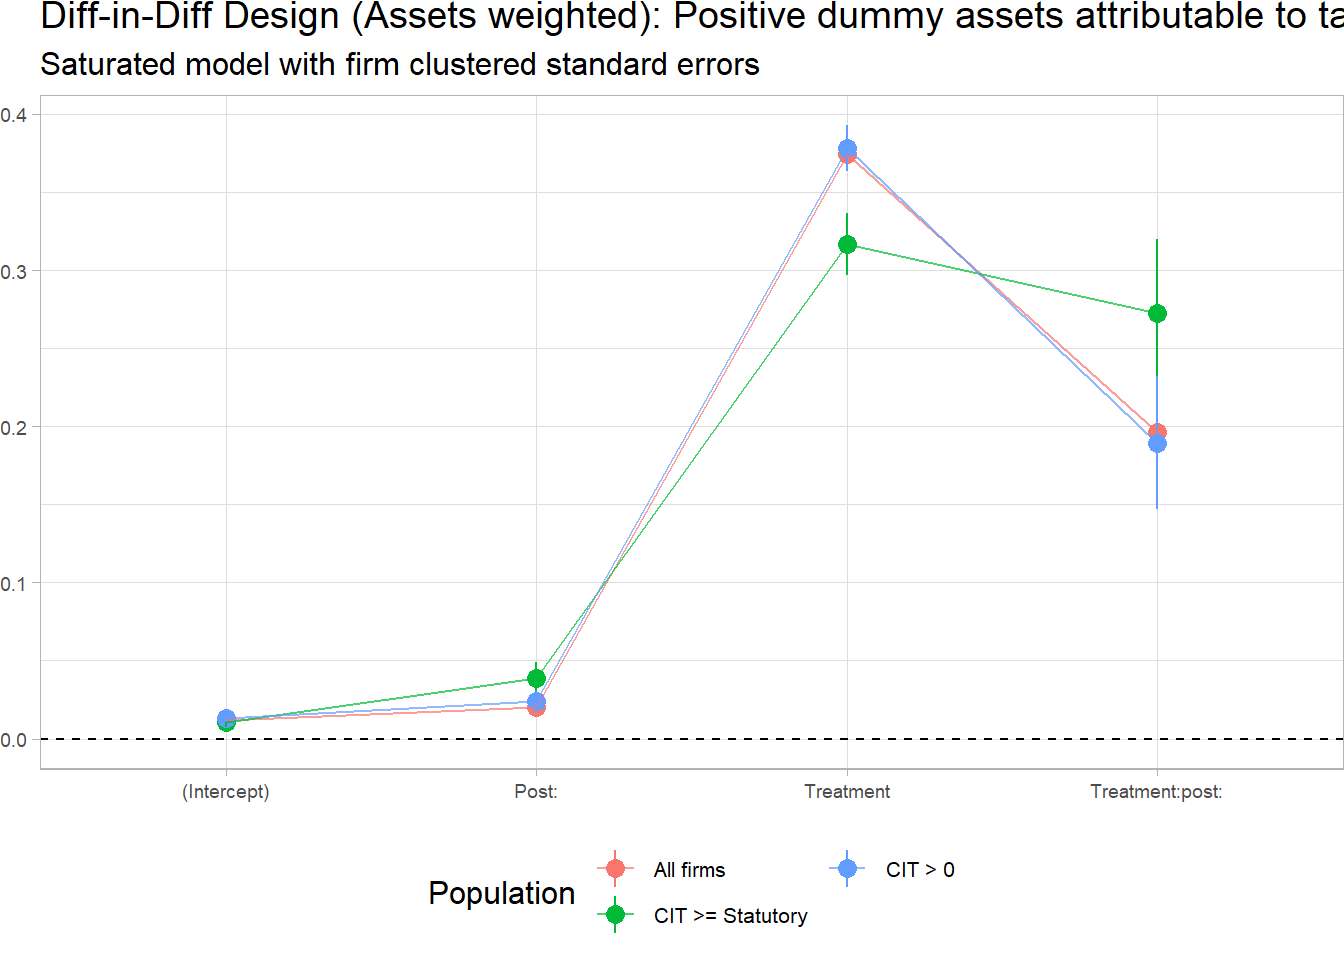 Diff-in-Diff Design (Assets weighted): Positive dummy assets attributable to ta
Saturated model with firm clustered standard errors
0.4
0.3
0.2
0.1
0.0
(Intercept) Post: Treatment Treatment:post:
Population
All firms CIT > 0
CIT >= Statutory